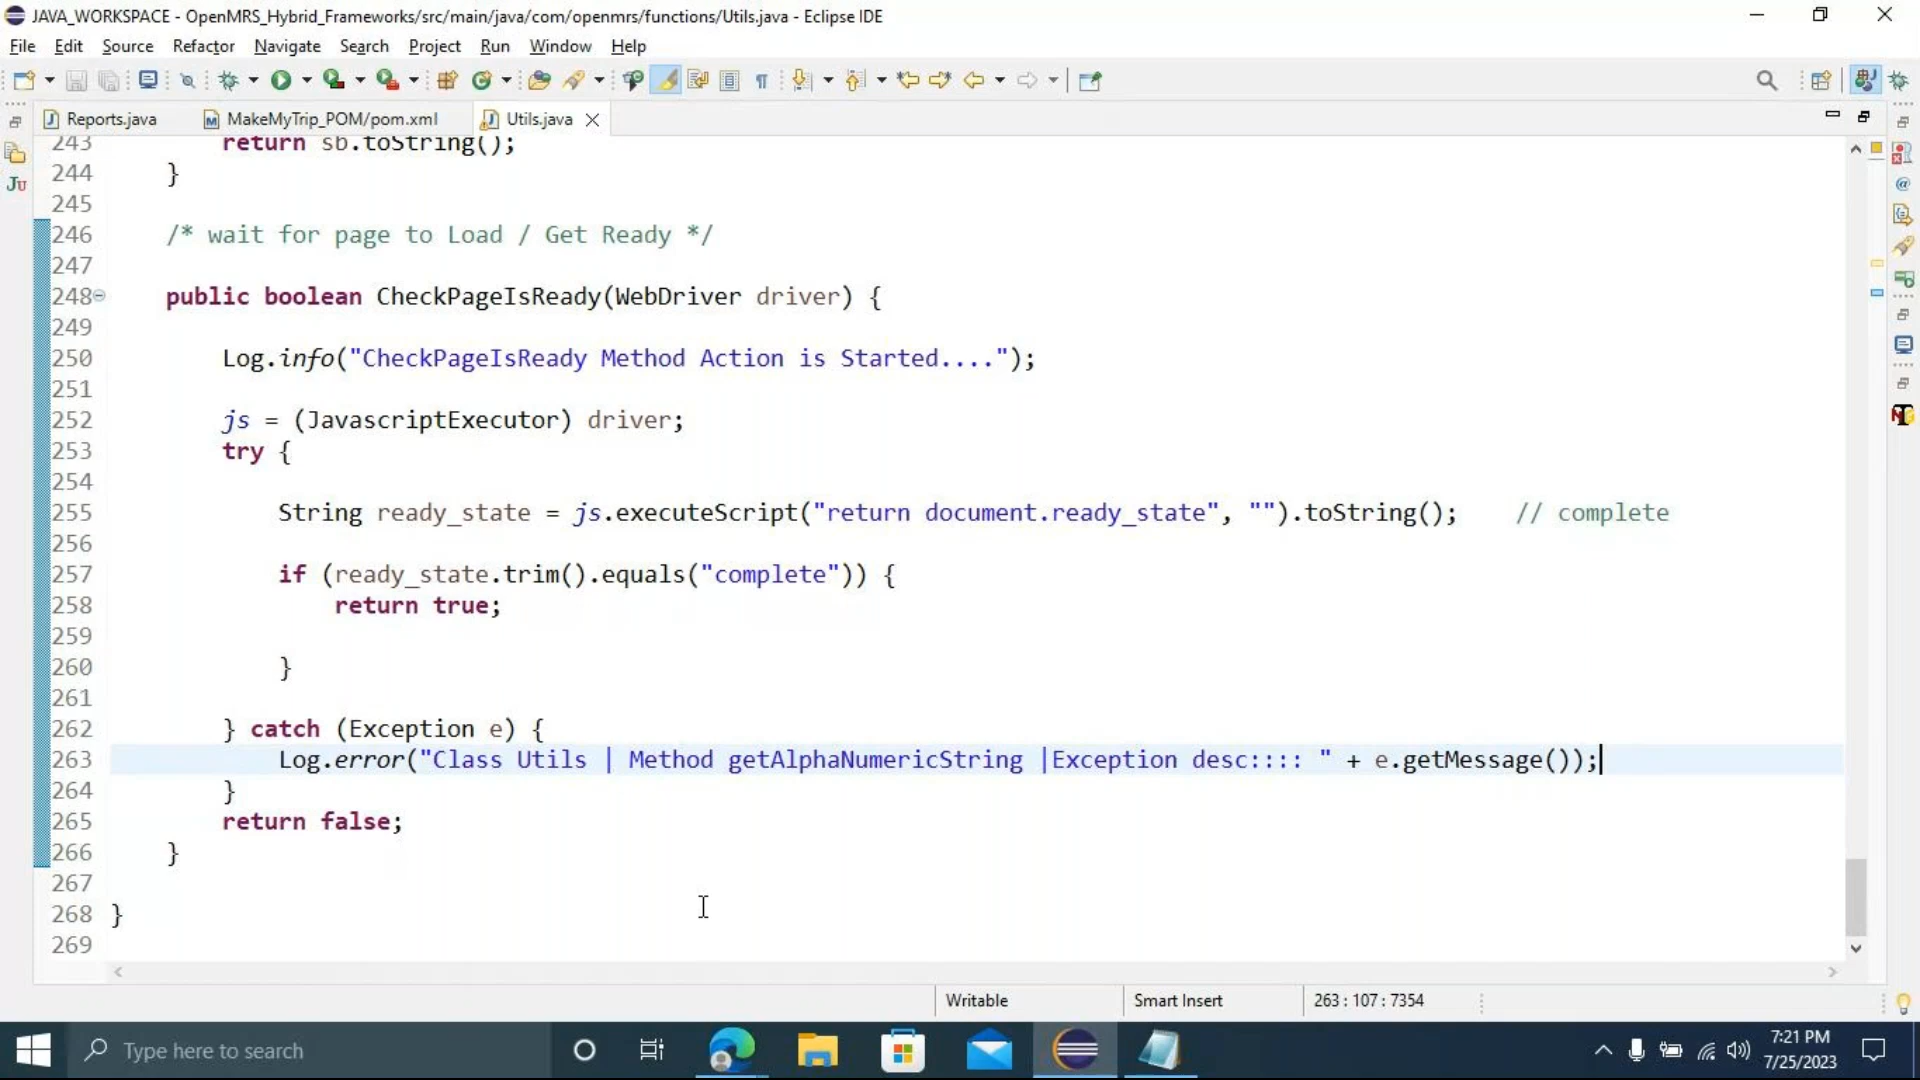 JAVA_WORKSPACE - OpenMRS_Hybrid_Frameworks/src/main/java/com/openmrs/functions/Utils.java - Eclipse IDE
File Edit Source Refactor Navigate Search Project Run Window Help
Reports.java MakeMyTrip_POM/pom.xml Utils.java
243 return sb.toString();
244 }
245
246 /* wait for page to Load / Get Ready */
247
248 public boolean CheckPageIsReady(WebDriver driver) {
249
250 Log.info("CheckPageIsReady Method Action is Started....");
251
252 js = (JavascriptExecutor) driver;
253 try {
254
255 String ready_state = js.executeScript("return document.ready_state", "").toString(); // complete
256
257 if (ready_state.trim().equals("complete")) {
258 return true;
259
260 }
261
262 } catch (Exception e) {
263 Log.error("Class Utils | Method getAlphaNumericString |Exception desc:::: " + e.getMessage());
264 }
265 return false;
266 }
267
268 }
269
Writable Smart Insert 263 : 107 : 7354
Type here to search
7:21 PM
7/25/2023